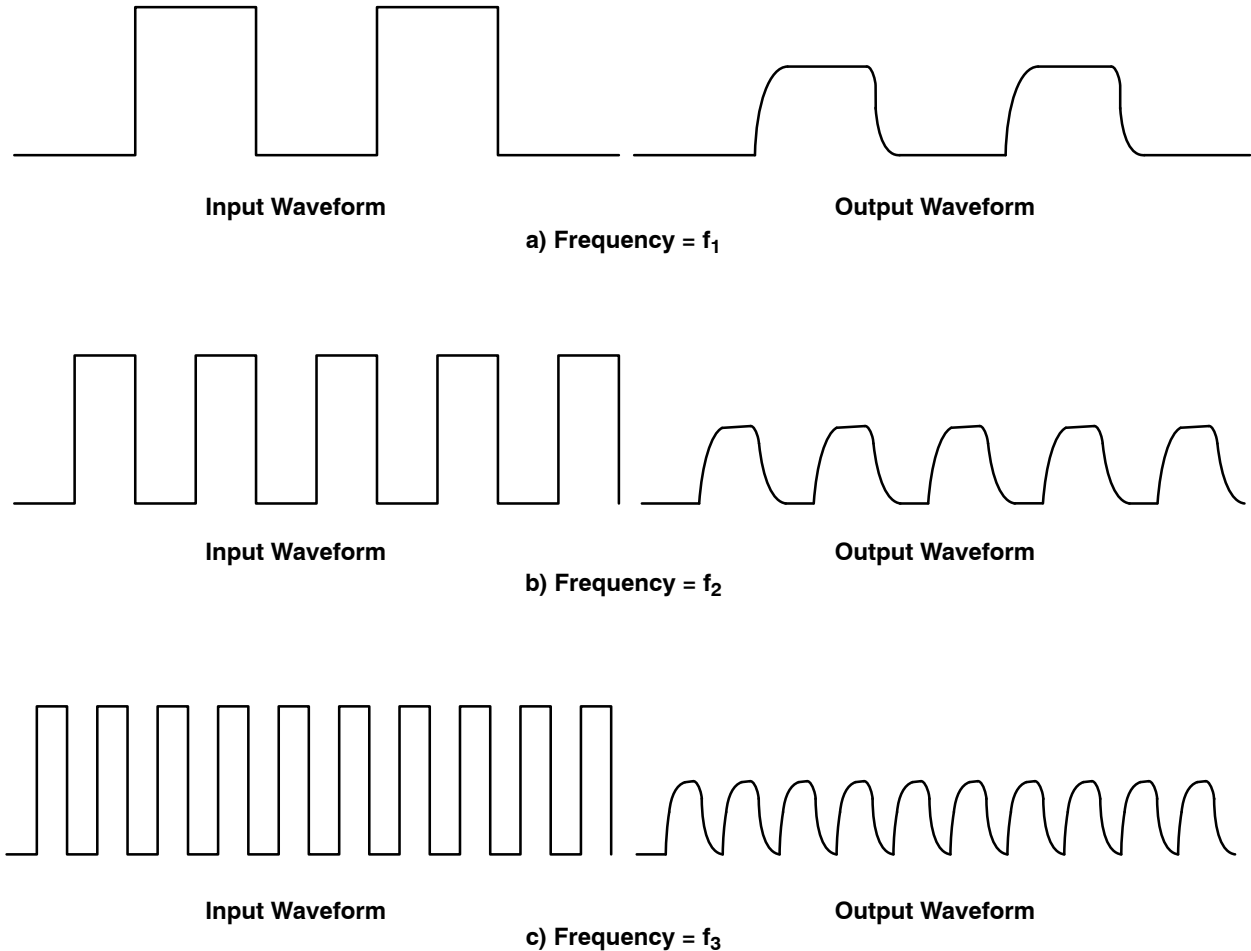 Input Waveform
Output Waveform
a) Frequency = f₁
Input Waveform
Output Waveform
b) Frequency = f₂
Input Waveform
Output Waveform
c) Frequency = f₃